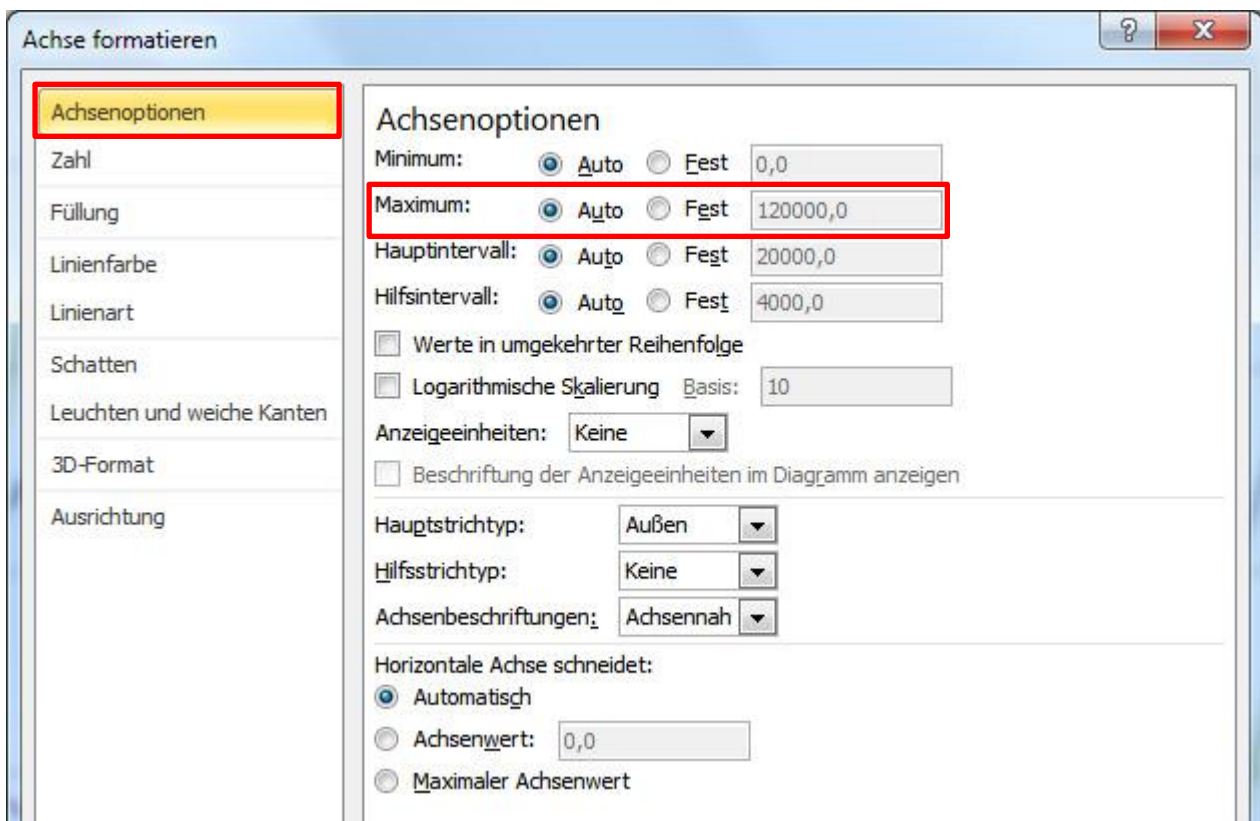 Achse formatieren
?
X
Achsenoptionen
Zahl
Füllung
Linienfarbe
Linienart
Schatten
Leuchten und weiche Kanten
3D-Format
Ausrichtung
Achsenoptionen
Minimum: Auto Fest 0,0
Maximum: Auto Fest 120000,0
Hauptintervall: Auto Fest 20000,0
Hilfsintervall: Auto Fest 4000,0
Werte in umgekehrter Reihenfolge
Logarithmische Skalierung Basis: 10
Anzeigeeinheiten: Keine
Beschriftung der Anzeigeeinheiten im Diagramm anzeigen
Hauptstrichtyp: Außen
Hilfsstrichtyp: Keine
Achsenbeschriftungen: Achsennah
Horizontale Achse schneidet:
Automatisch
Achsenwert: 0,0
Maximaler Achsenwert